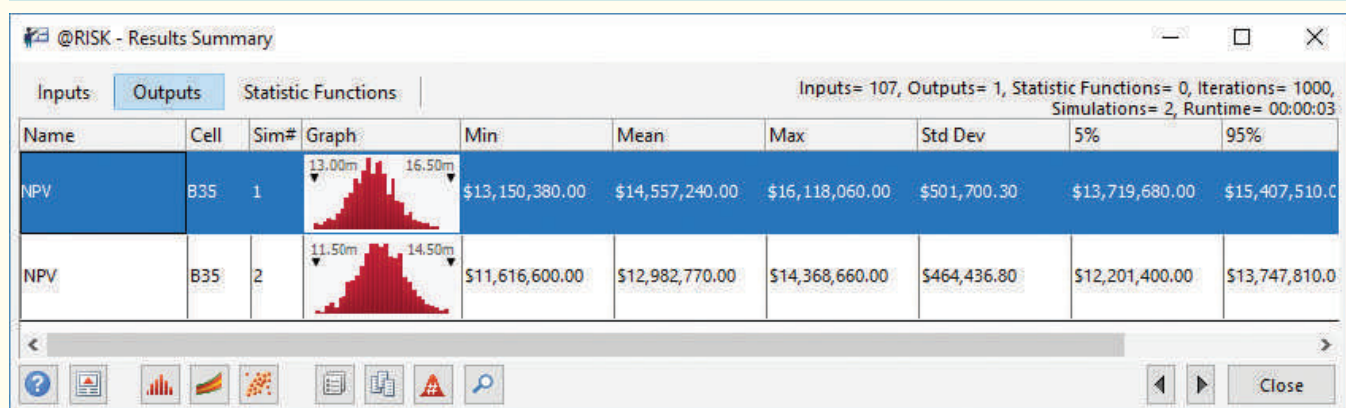 @RISK - Results Summary
Inputs Outputs Statistic Functions
Inputs= 107, Outputs= 1, Statistic Functions= 0, Iterations= 1000,
Simulations= 2, Runtime= 00:00:03
Name Cell Sim# Graph Min Mean Max Std Dev 5% 95%
13.00m 16.50m
NPV B35 1 $13,150,380.00 $14,557,240.00 $16,118,060.00 $501,700.30 $13,719,680.00 $15,407,510.0
11.50m 14.50m
NPV B35 2 $11,616,600.00 $12,982,770.00 $14,368,660.00 $464,436.80 $12,201,400.00 $13,747,810.0
Close